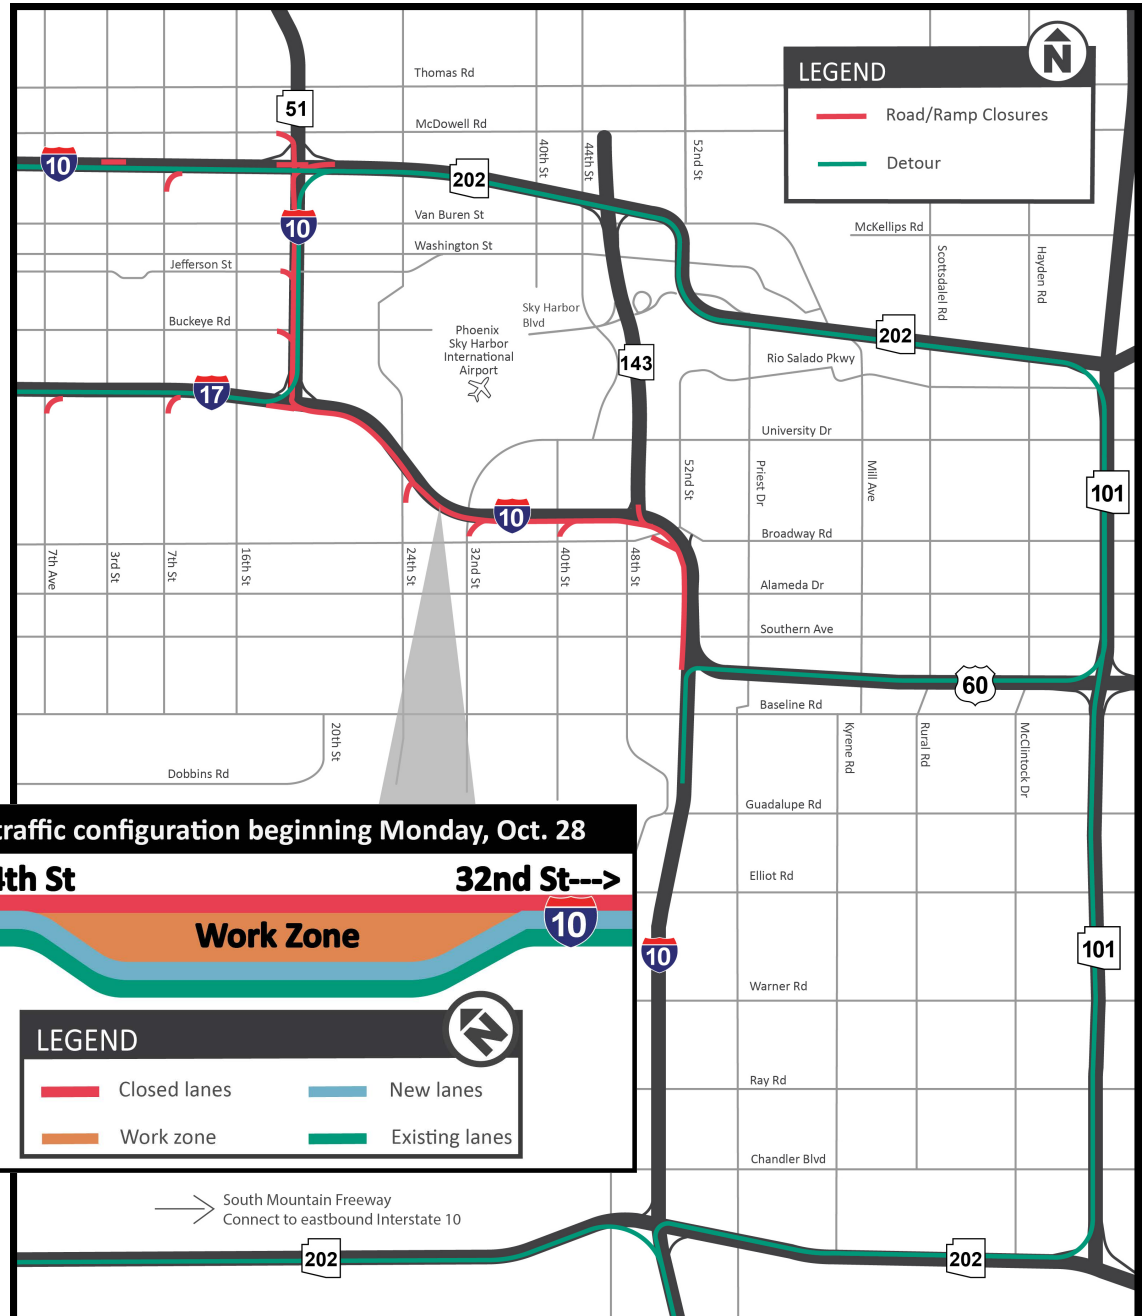 LEGEND
N
Road/Ramp Closures
Detour
Thomas Rd
51
McDowell Rd
40th St
44th St
52nd St
10
202
10
Van Buren St
McKellips Rd
Washington St
Jefferson St
Scottsdalel Rd
Hayden Rd
Sky Harbor
Blvd
Buckeye Rd
Phoenix
Sky Harbor
International
Airport
202
143
Rio Salado Pkwy
17
University Dr
52nd St
Priest Dr
Mill Ave
101
10
Broadway Rd
7th Ave
3rd St
7th St
16th St
24th St
32nd St
40th St
48th St
Alameda Dr
Southern Ave
60
Baseline Rd
20th St
Kyrene Rd
Rural Rd
McClintock Dr
Dobbins Rd
Guadalupe Rd
traffic configuration beginning Monday, Oct. 28
4th St
32nd St--->
Elliot Rd
10
Work Zone
10
101
Warner Rd
LEGEND
N
Closed lanes
New lanes
Work zone
Existing lanes
Ray Rd
Chandler Blvd
South Mountain Freeway
Connect to eastbound Interstate 10
202
202